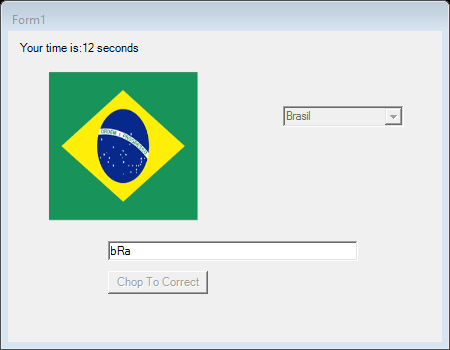 Form1
Your time is:12 seconds
Brasil
bRa
Chop To Correct